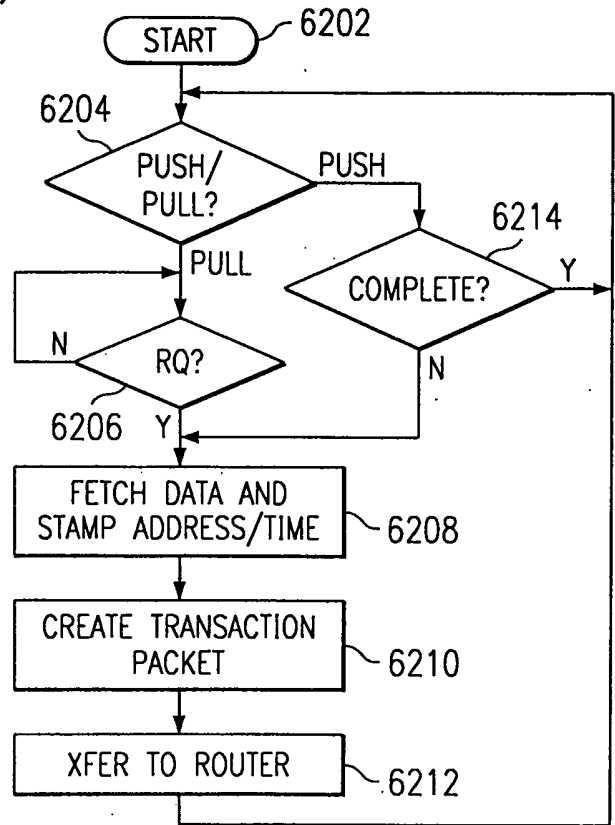 START
6202
6204
PUSH/
PULL?
PUSH
6214
PULL
COMPLETE?
Y
N
RQ?
N
6206
Y
FETCH DATA AND
STAMP ADDRESS/TIME
6208
CREATE TRANSACTION
PACKET
6210
XFER TO ROUTER
6212